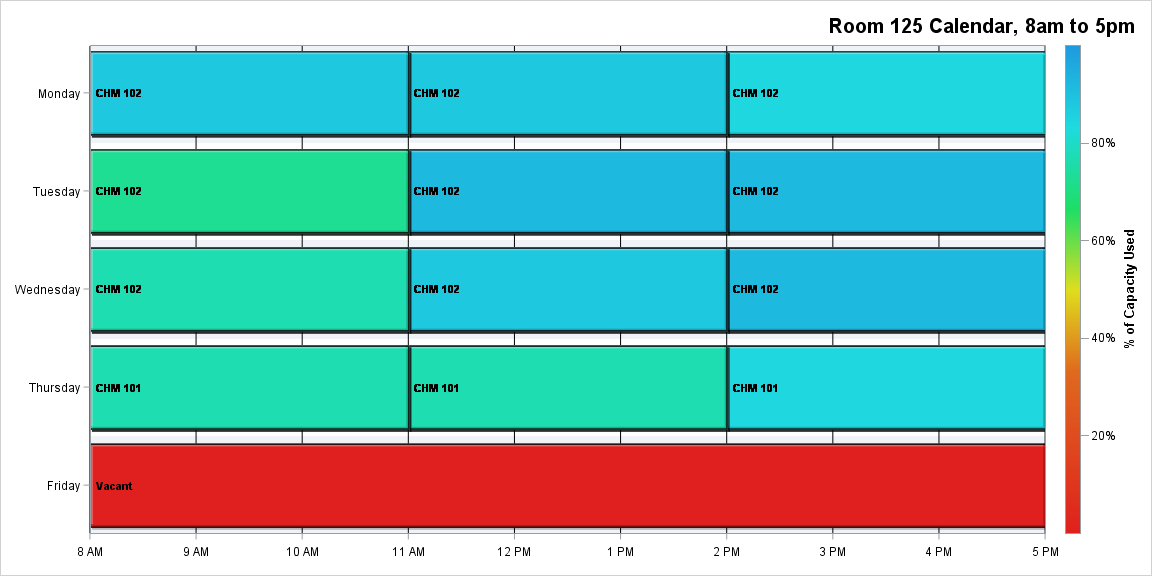 Room 125 Calendar, 8am to 5pm
Monday
CHM 102
CHM 102
CHM 102
Tuesday
CHM 102
CHM 102
CHM 102
Wednesday
CHM 102
CHM 102
CHM 102
Thursday
CHM 101
CHM 101
CHM 101
Friday
Vacant
8 AM
9 AM
10 AM
11 AM
12 PM
1 PM
2 PM
3 PM
4 PM
5 PM
80%
60%
40%
20%
% of Capacity Used